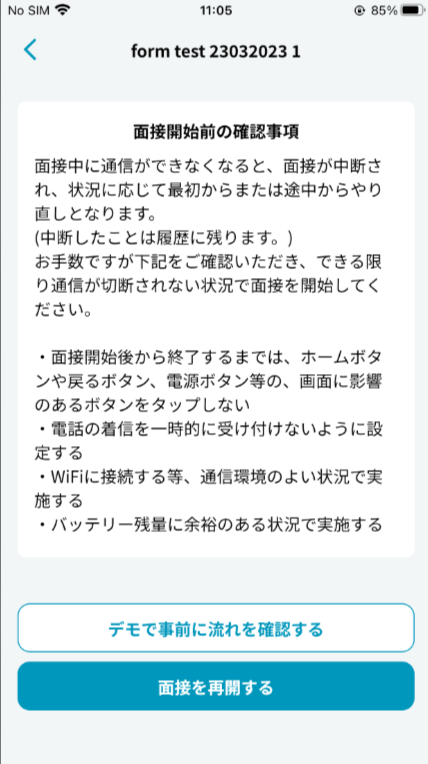 No SIM 11:05 85%
form test 23032023 1
面接開始前の確認事項
面接中に通信ができなくなると、面接が中断さ
れ、状況に応じて最初からまたは途中からやり
直しとなります。
(中断したことは履歴に残ります。)
お手数ですが下記をご確認いただき、できる限
り通信が切断されない状況で面接を開始してく
ださい。
・面接開始後から終了するまでは、ホームボタ
ンや戻るボタン、電源ボタン等の、画面に影響
のあるボタンをタップしない
・電話の着信を一時的に受け付けないように設
定する
・WiFiに接続する等、通信環境のよい状況で実
施する
・バッテリー残量に余裕のある状況で実施する
デモで事前に流れを確認する
面接を再開する